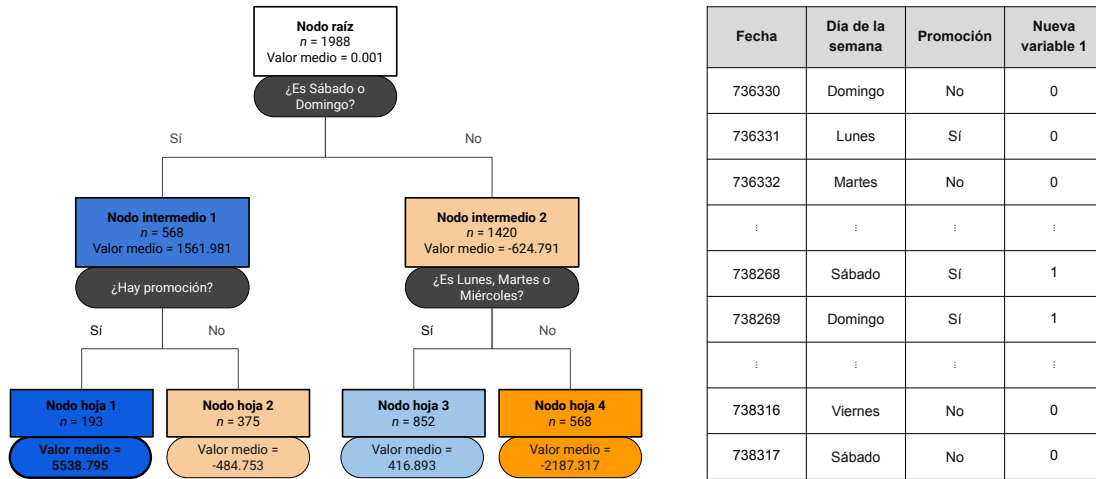 Nodo raíz
n = 1988
Valor medio = 0.001
¿Es Sábado o
Domingo?
Sí
No
Nodo intermedio 1
n = 568
Valor medio = 1561.981
¿Hay promoción?
Nodo intermedio 2
n = 1420
Valor medio = -624.791
¿Es Lunes, Martes o
Miércoles?
Sí
No
Sí
No
Nodo hoja 1
n = 193
Valor medio =
5538.795
Nodo hoja 2
n = 375
Valor medio =
-484.753
Nodo hoja 3
n = 852
Valor medio =
416.893
Nodo hoja 4
n = 568
Valor medio =
-2187.317
Fecha Día de la semana Promoción Nueva variable 1
736330 Domingo No 0
736331 Lunes Sí 0
736332 Martes No 0
⋮ ⋮ ⋮ ⋮
738268 Sábado Sí 1
738269 Domingo Sí 1
⋮ ⋮ ⋮ ⋮
738316 Viernes No 0
738317 Sábado No 0